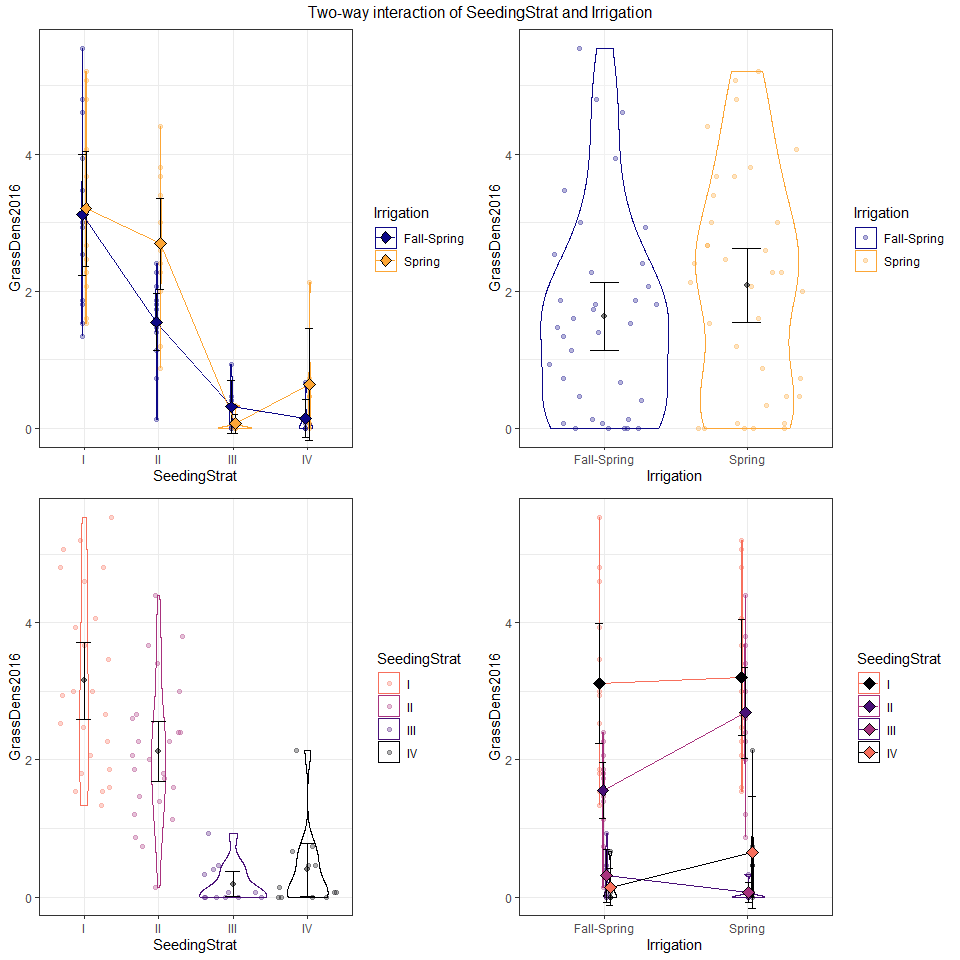 Two-way interaction of SeedingStrat and Irrigation
GrassDens2016
4
2
0
I
II
III
IV
SeedingStrat
Irrigation
Fall-Spring
Spring
GrassDens2016
4
2
0
Fall-Spring
Spring
Irrigation
Irrigation
Fall-Spring
Spring
GrassDens2016
4
2
0
I
II
III
IV
SeedingStrat
SeedingStrat
I
II
III
IV
GrassDens2016
4
2
0
Fall-Spring
Spring
Irrigation
SeedingStrat
I
II
III
IV